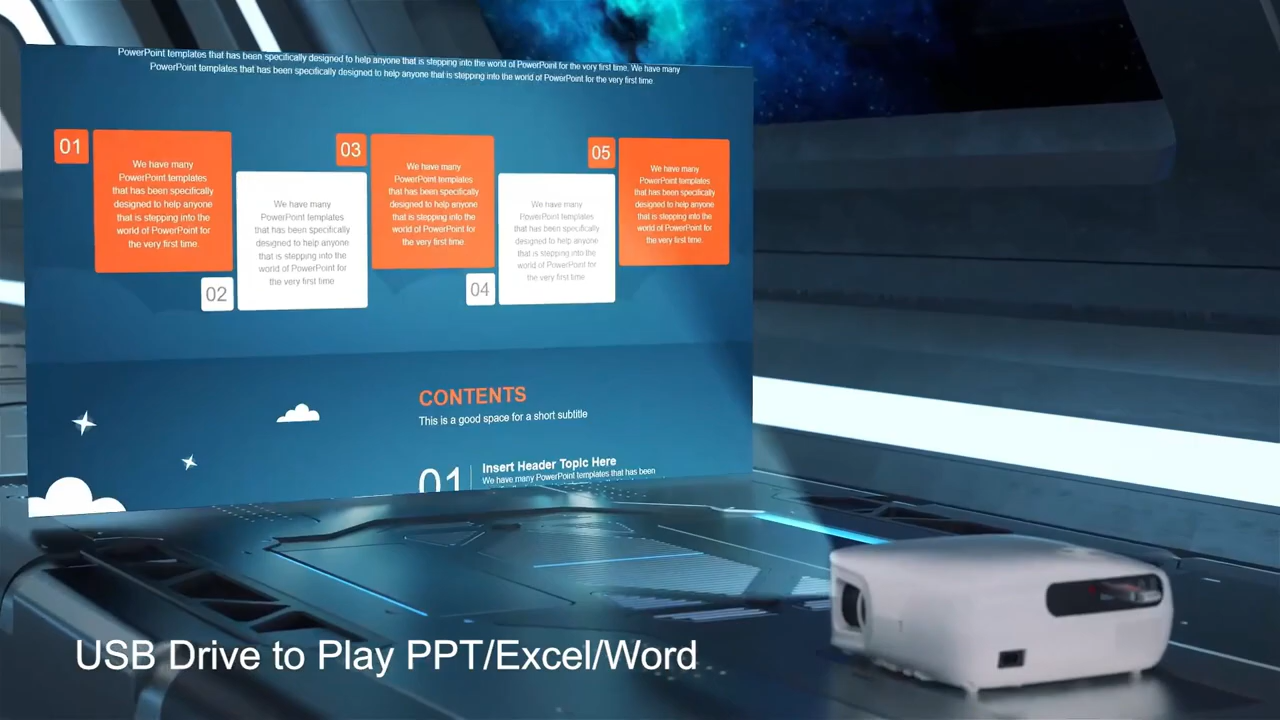 PowerPoint templates that has been specifically designed to help anyone that is stepping into the world of PowerPoint for the very first time. We have many
PowerPoint templates that has been specifically designed to help anyone that is stepping into the world of PowerPoint for the very first time.
01
We have many
PowerPoint templates
that has been specifically
designed to help anyone
that is stepping into the
world of PowerPoint for
the very first time.
02
We have many
PowerPoint templates
that has been specifically
designed to help anyone
that is stepping into the
world of PowerPoint for
the very first time
03
We have many
PowerPoint templates
that has been specifically
designed to help anyone
that is stepping into the
world of PowerPoint for
the very first time.
04
We have many
PowerPoint templates
that has been specifically
designed to help anyone
that is stepping into the
world of PowerPoint for
the very first time
05
We have many
PowerPoint templates
that has been specifically
designed to help anyone
that is stepping into the
world of PowerPoint for
the very first time.
CONTENTS
This is a good space for a short subtitle
01
Insert Header Topic Here
We have many PowerPoint templates that has been
USB Drive to Play PPT/Excel/Word